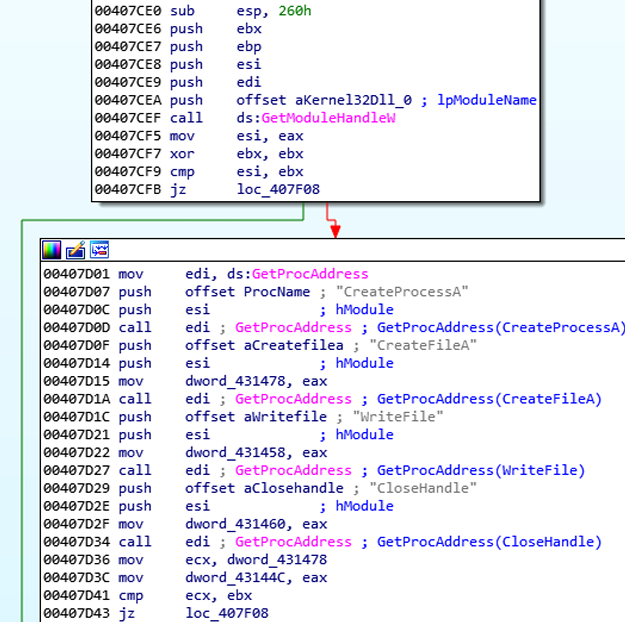 00407CE0 sub esp, 260h
00407CE6 push ebx
00407CE7 push ebp
00407CE8 push esi
00407CE9 push edi
00407CEA push offset aKernel32Dll_0 ; lpModuleName
00407CEF call ds:GetModuleHandleW
00407CF5 mov esi, eax
00407CF7 xor ebx, ebx
00407CF9 cmp esi, ebx
00407CFB jz loc_407F08
00407D01 mov edi, ds:GetProcAddress
00407D07 push offset ProcName ; "CreateProcessA"
00407D0C push esi ; hModule
00407D0D call edi ; GetProcAddress ; GetProcAddress(CreateProcessA)
00407D0F push offset aCreatefilea ; "CreateFileA"
00407D14 push esi ; hModule
00407D15 mov dword_431478, eax
00407D1A call edi ; GetProcAddress ; GetProcAddress(CreateFileA)
00407D1C push offset aWritefile ; "WriteFile"
00407D21 push esi ; hModule
00407D22 mov dword_431458, eax
00407D27 call edi ; GetProcAddress ; GetProcAddress(WriteFile)
00407D29 push offset aClosehandle ; "CloseHandle"
00407D2E push esi ; hModule
00407D2F mov dword_431460, eax
00407D34 call edi ; GetProcAddress ; GetProcAddress(CloseHandle)
00407D36 mov ecx, dword_431478
00407D3C mov dword_43144C, eax
00407D41 cmp ecx, ebx
00407D43 jz loc_407F08